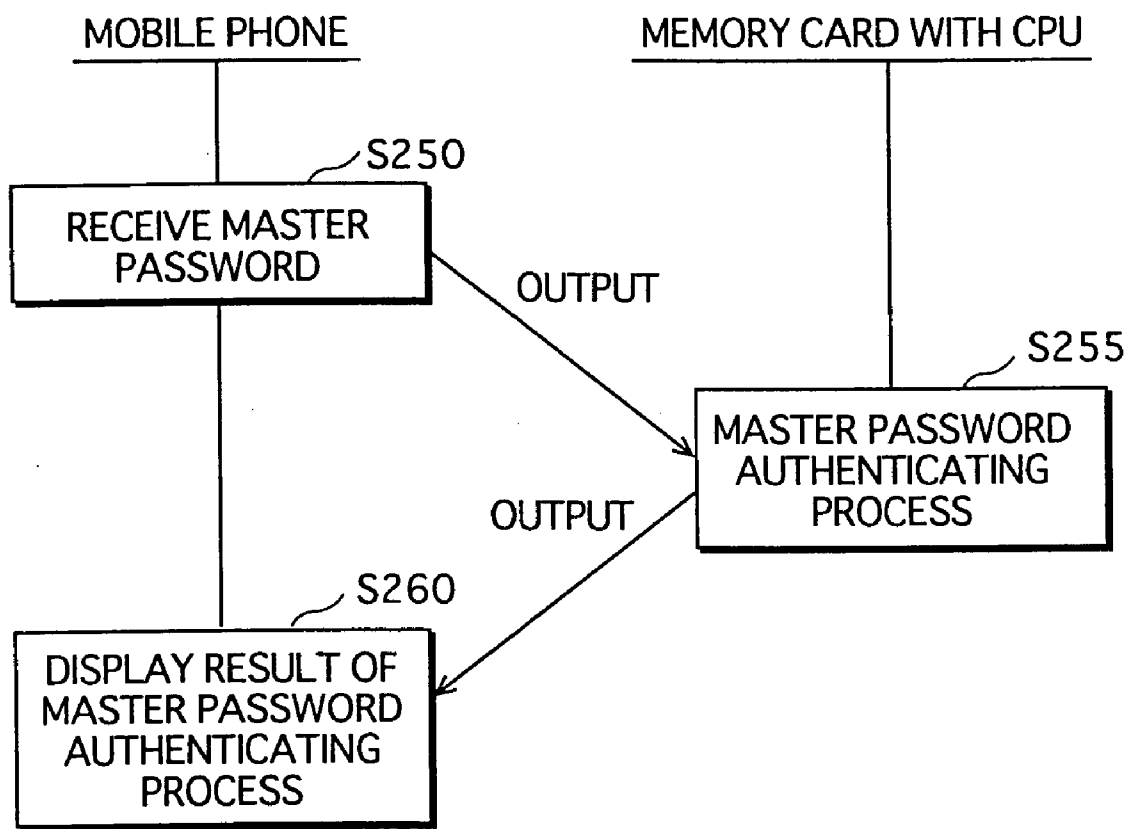 MOBILE PHONE
MEMORY CARD WITH CPU
S250
RECEIVE MASTER
PASSWORD
OUTPUT
S255
MASTER PASSWORD
AUTHENTICATING
PROCESS
OUTPUT
S260
DISPLAY RESULT OF
MASTER PASSWORD
AUTHENTICATING
PROCESS